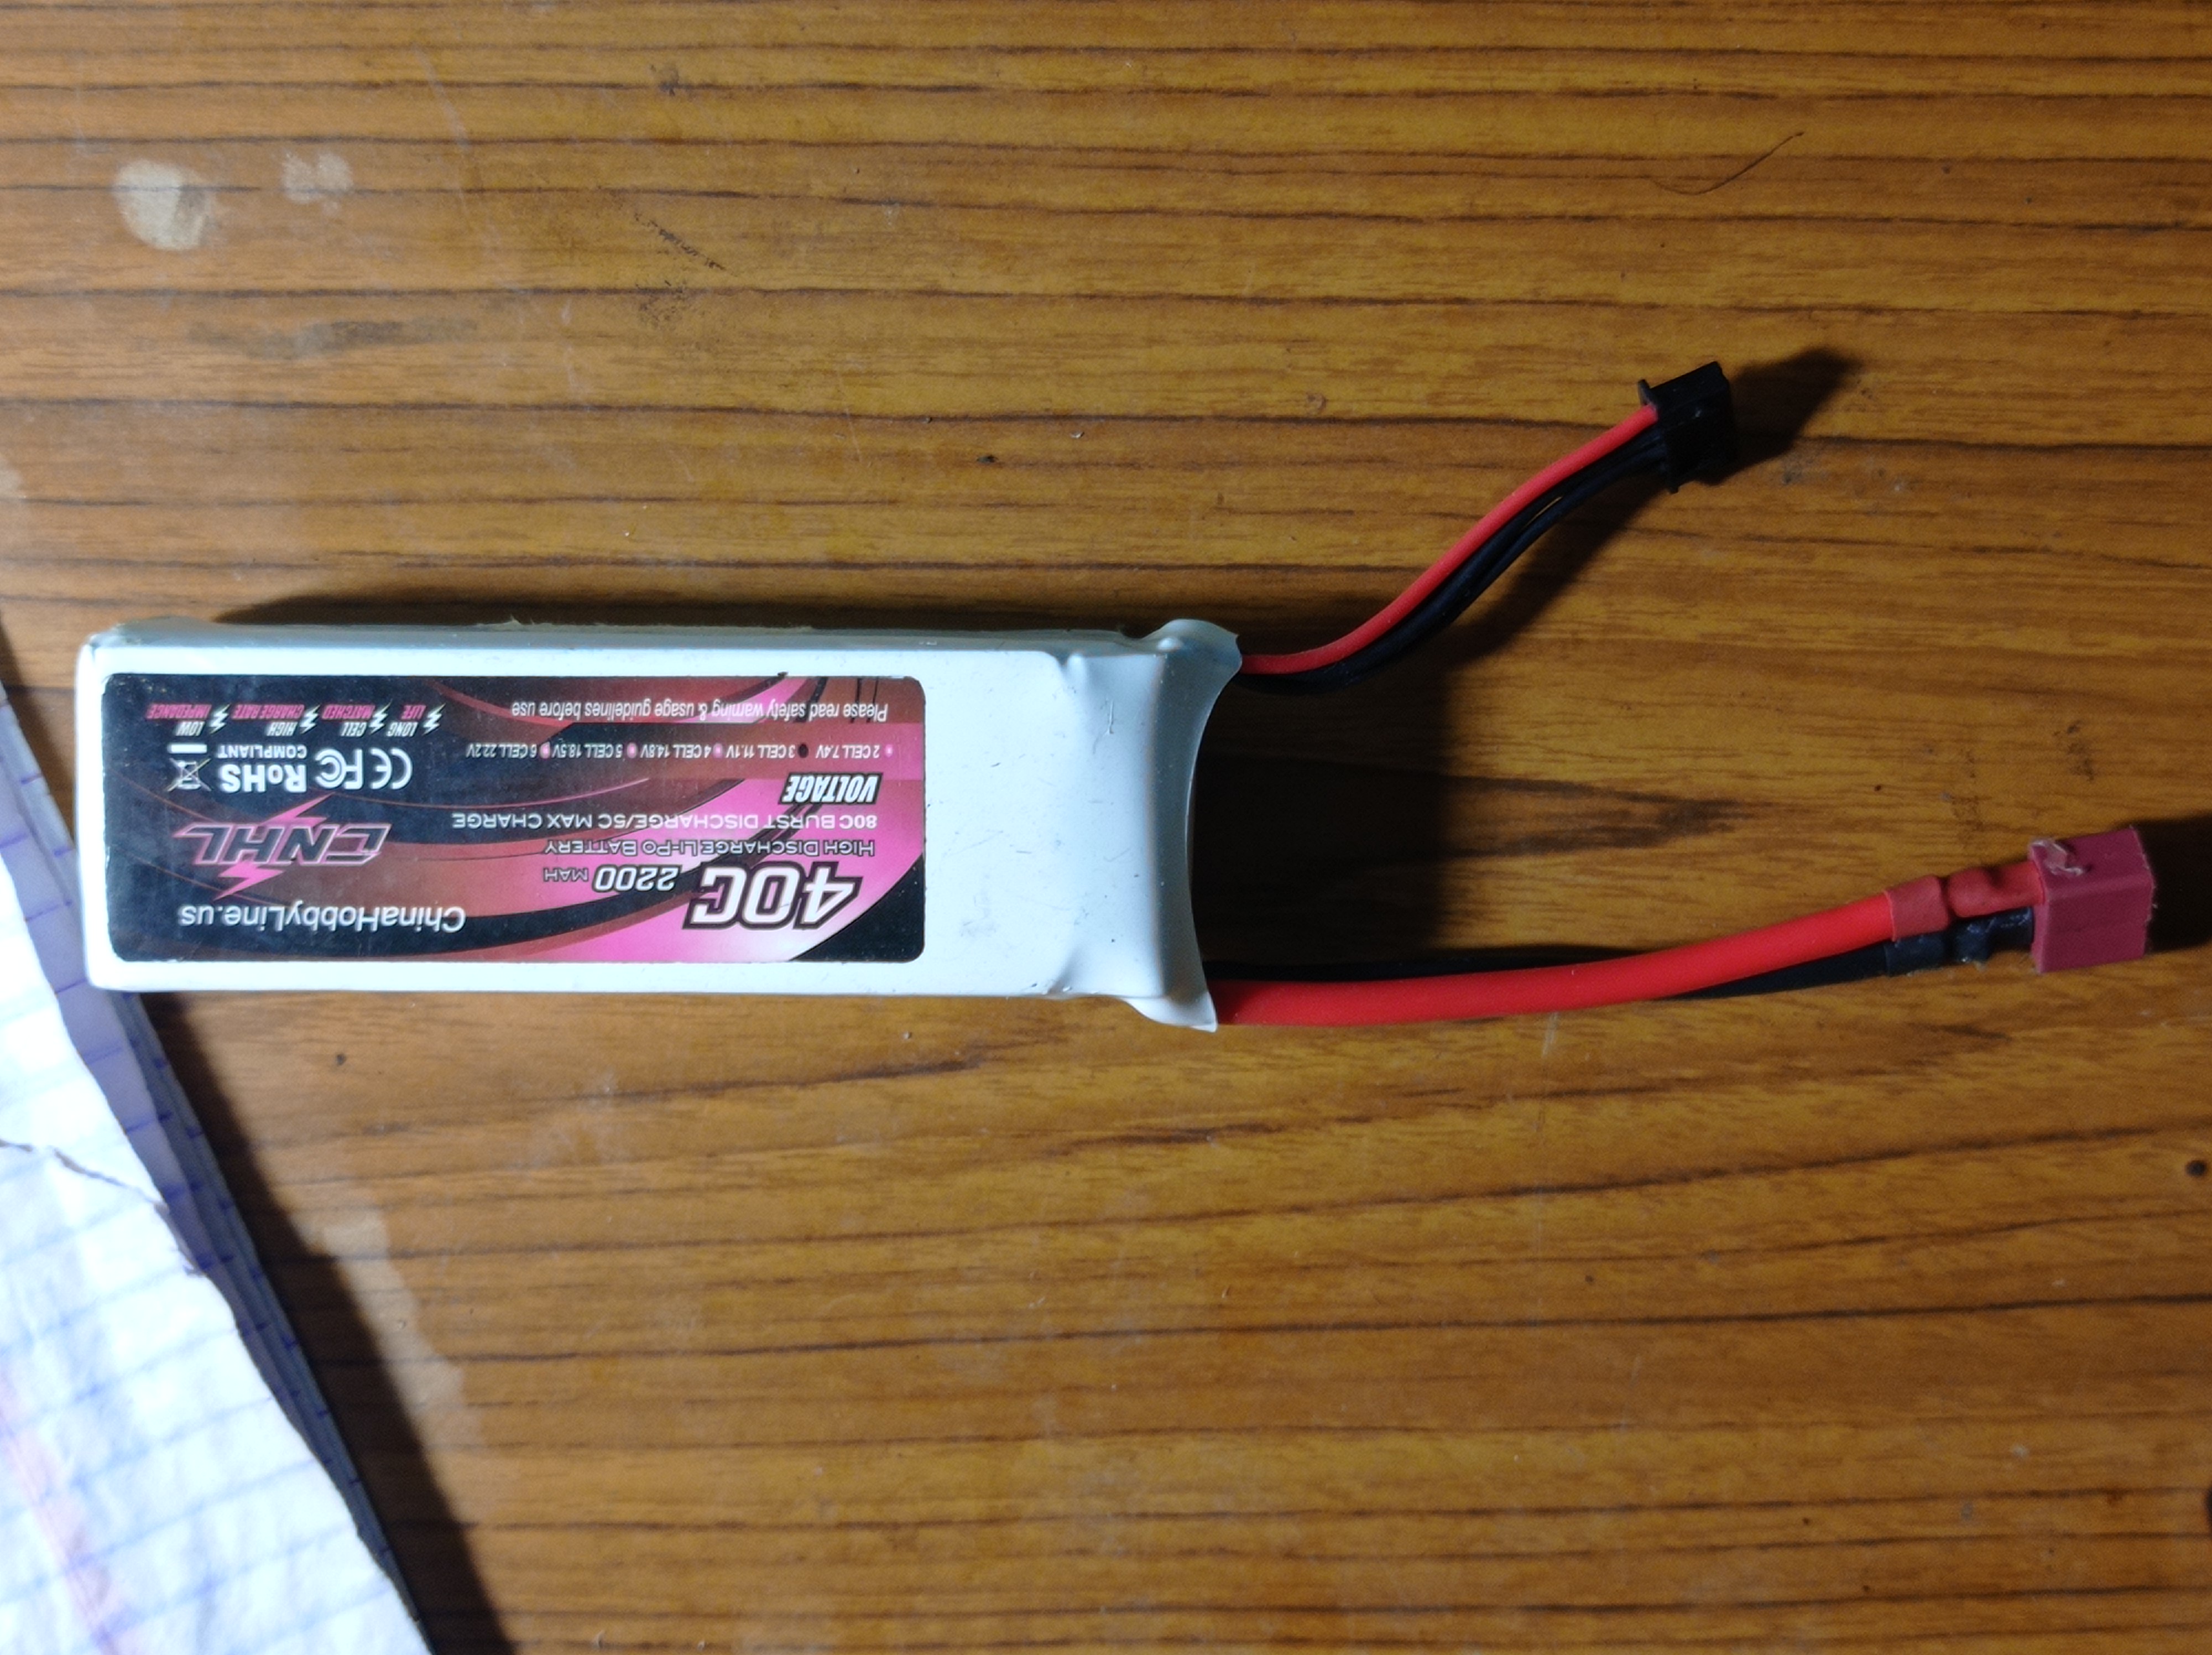 ChinaHobbyLine.us
40C 2200 MAH
HIGH DISCHARGE LI-PO BATTERY
80C BURST DISCHARGE/5C MAX CHARGE
CNHL
VOLTAGE
2 CELL 7.4V 3 CELL 11.1V 4 CELL 14.8V 5 CELL 18.5V 6 CELL 22.2V
CE FC RoHS
COMPLIANT
Please read safety warning & usage guidelines before use
LONG LIFE
CELL MATCHED
HIGH CHARGE RATE
LOW IMPEDANCE